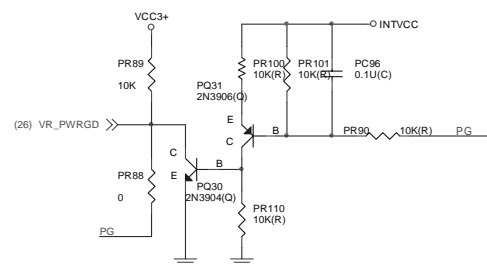 VCC3+
INTVCC
PR89
10K
PR100
10K(R)
PR101
10K(R)
PC96
0.1U(C)
PQ31
2N3906(Q)
(26) VR_PWRGD
E
C
B
PR90
10K(R)
PG
C
B
E
PR88
0
PQ30
2N3904(Q)
PR110
10K(R)
PG